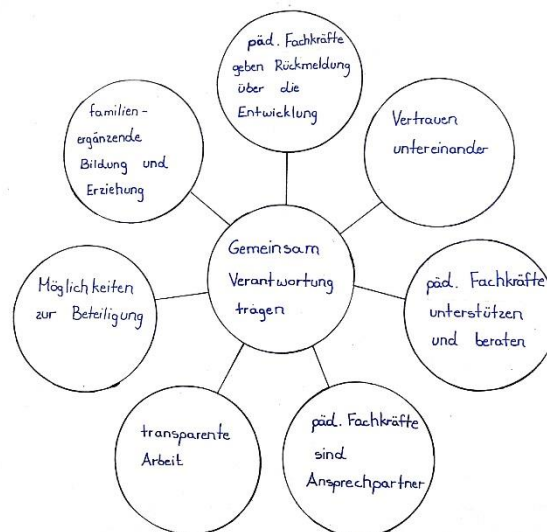 päd. Fachkräfte
geben Rückmeldung
über die
Entwicklung
Vertrauen
untereinander
päd. Fachkräfte
unterstützen
und beraten
päd. Fachkräfte
sind
Ansprechpartner
transparente
Arbeit
Möglichkeiten
zur Beteiligung
familien-
ergänzende
Bildung und
Erziehung
Gemeinsam
Verantwortung
tragen